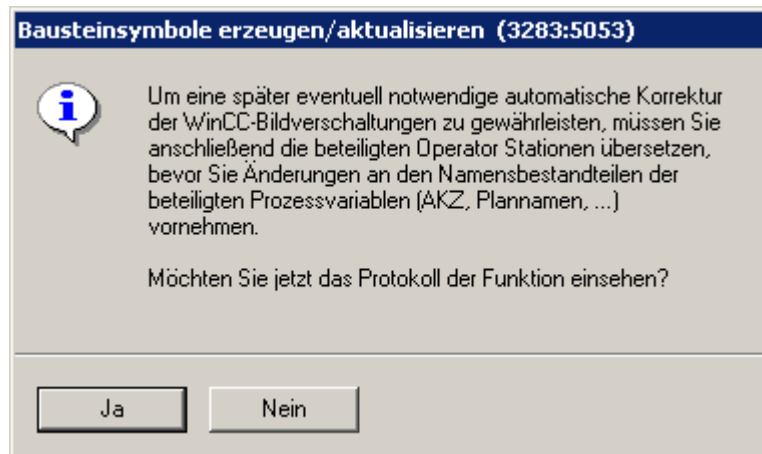 Bausteinsymbole erzeugen/aktualisieren (3283:5053)
Um eine später eventuell notwendige automatische Korrektur
der WinCC-Bildverschaltungen zu gewährleisten, müssen Sie
anschließend die beteiligten Operator Stationen übersetzen,
bevor Sie Änderungen an den Namensbestandteilen der
beteiligten Prozessvariablen (AKZ, Plannamen, ...)
vornehmen.
Möchten Sie jetzt das Protokoll der Funktion einsehen?
Ja
Nein